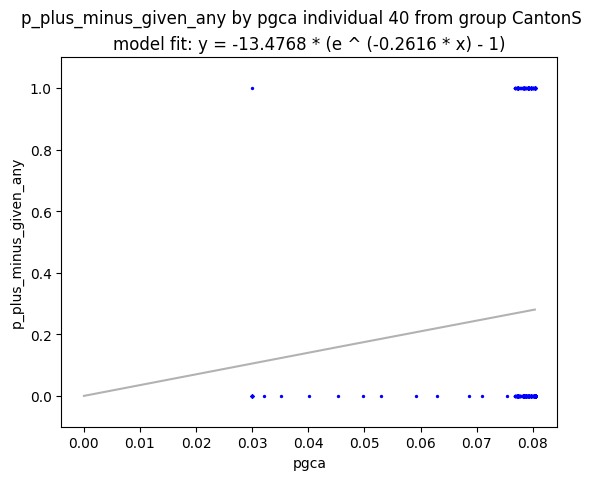 p_plus_minus_given_any by pgca individual 40 from group CantonS
model fit: y = -13.4768 * (e ^ (-0.2616 * x) - 1)
1.0
0.8
0.6
0.4
0.2
0.0
p_plus_minus_given_any
0.00 0.01 0.02 0.03 0.04 0.05 0.06 0.07 0.08
pgca